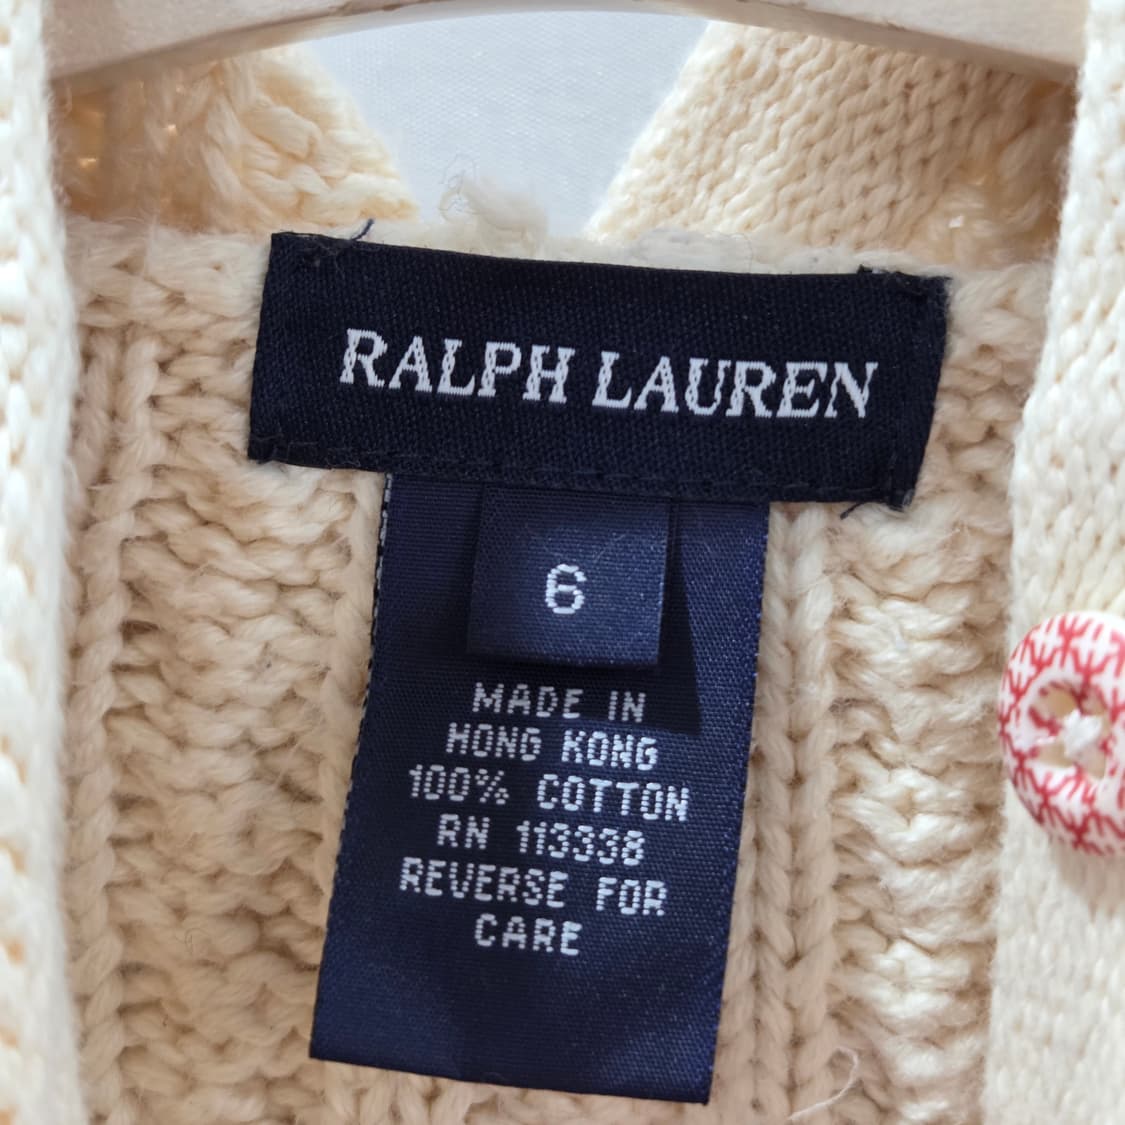 RALPH LAUREN
6
MADE IN
HONG KONG
100% COTTON
RN 113338
REVERSE FOR
CARE